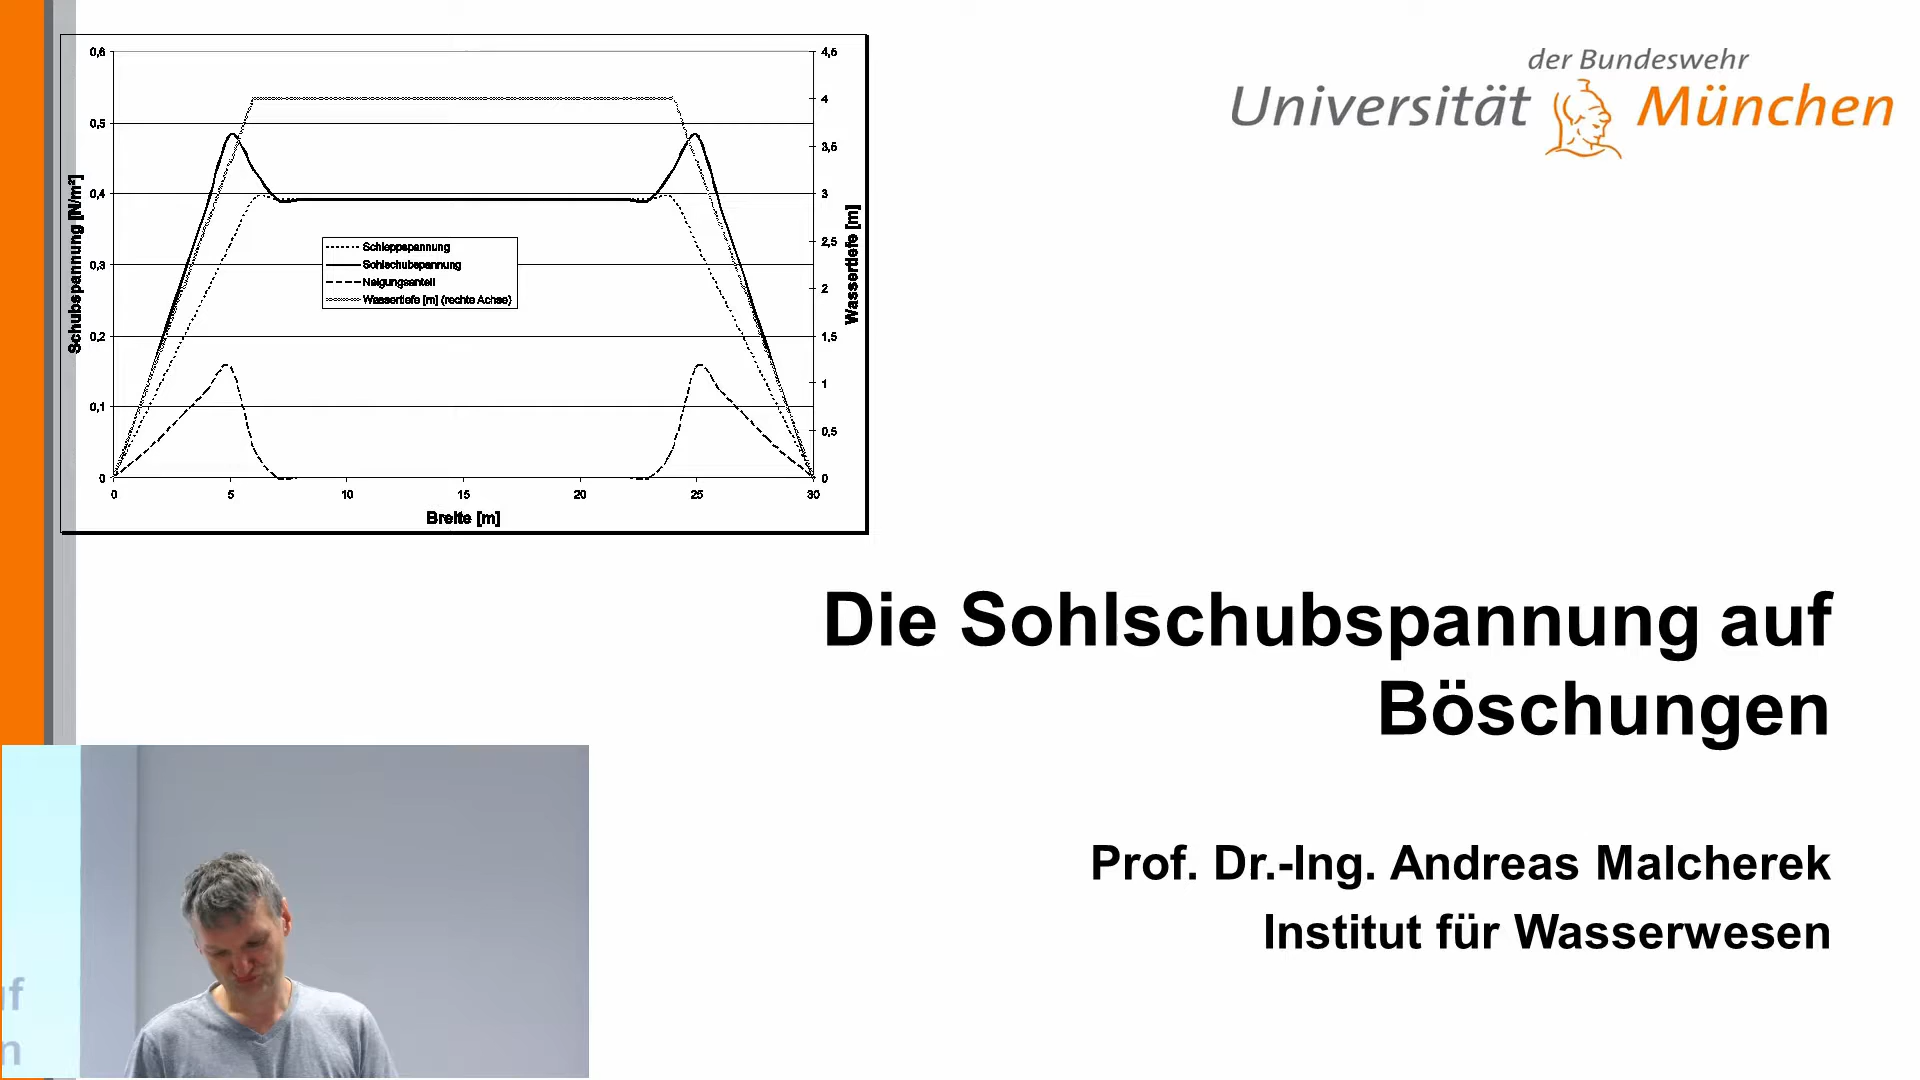 0,6
0,5
0,4
0,3
0,2
0,1
0
Schubspannung [N/m²]
4,5
4
3,5
3
2,5
2
1,5
1
0,5
0
Wassertiefe [m]
Schleppspannung
Sohlschubspannung
Neigungsanteil
Wassertiefe [m] (rechte Achse)
0 5 10 15 20 25 30
Breite [m]
der Bundeswehr
Universität München
Die Sohlschubspannung auf
Böschungen
Prof. Dr.-Ing. Andreas Malcherek
Institut für Wasserwesen
uf
n